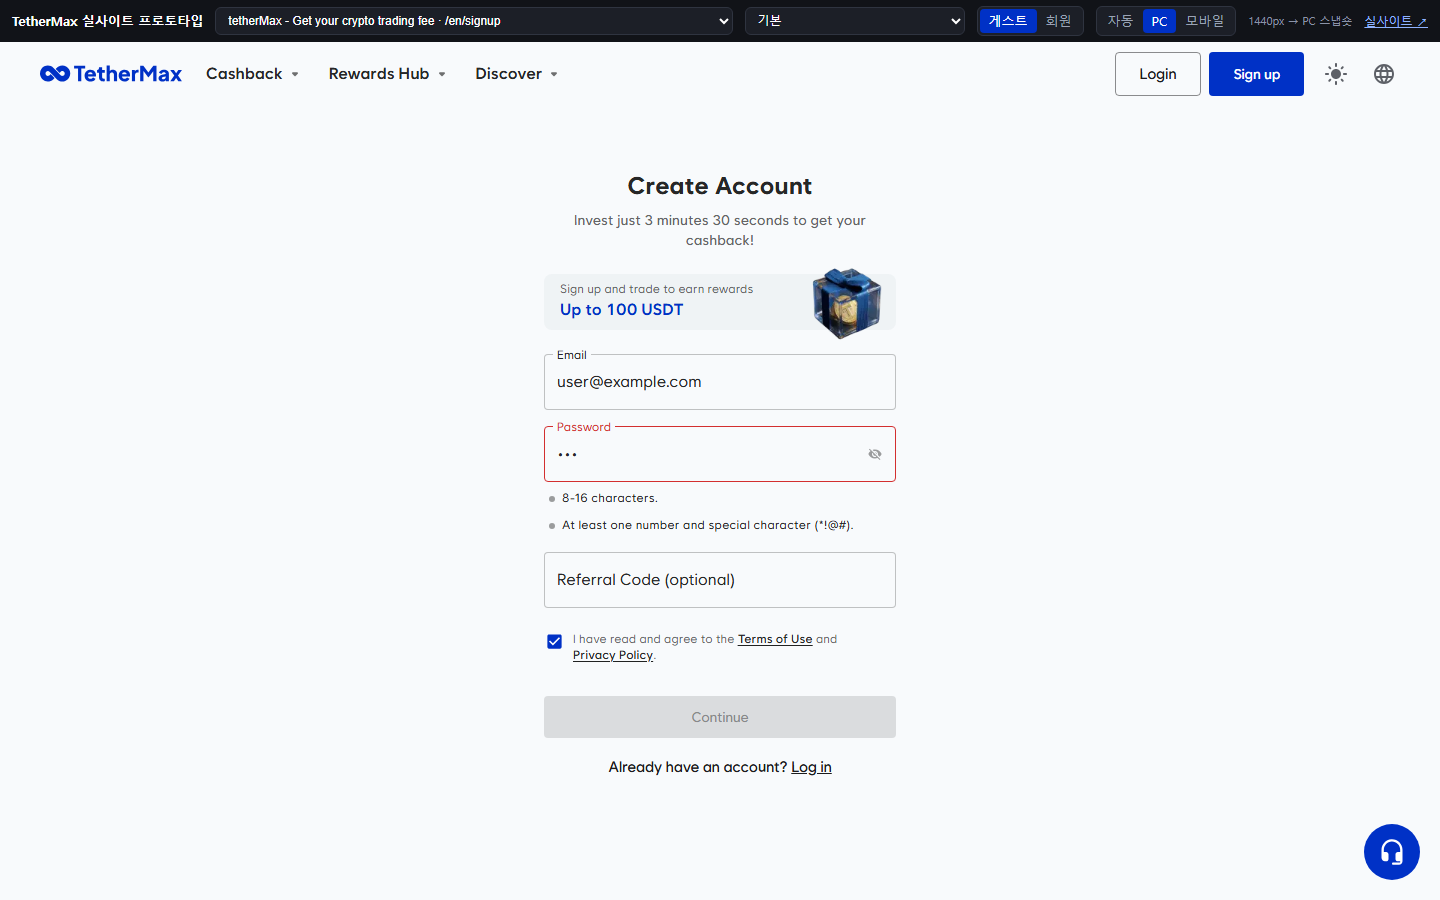 TetherMax 실사이트 프로토타입
tetherMax - Get your crypto trading fee · /en/signup
기본
게스트 회원
자동 PC 모바일
1440px → PC 스냅숏
실사이트 ↗
TetherMax
Cashback
Rewards Hub
Discover
Login
Sign up
Create Account
Invest just 3 minutes 30 seconds to get your
cashback!
Sign up and trade to earn rewards
Up to 100 USDT
Email
user@example.com
Password
•••
8-16 characters.
At least one number and special character (*!@#).
Referral Code (optional)
I have read and agree to the Terms of Use and
Privacy Policy.
Continue
Already have an account? Log in